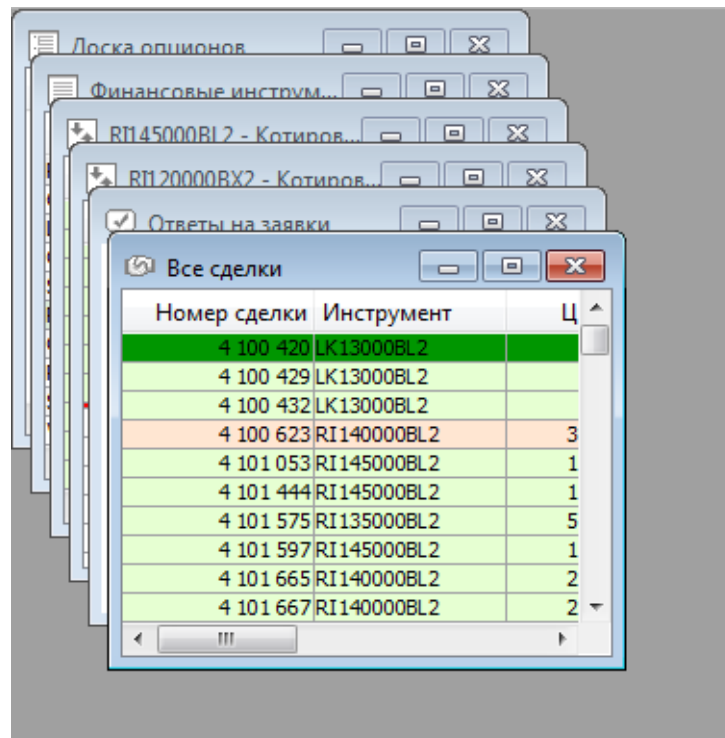 Доска опционов
Финансовые инструм...
RI145000BL2 - Котиров...
RI120000BX2 - Котиров...
Ответы на заявки
Все сделки
Номер сделки Инструмент Ц
4 100 420 LK13000BL2
4 100 429 LK13000BL2
4 100 432 LK13000BL2
4 100 623 RI140000BL2 3
4 101 053 RI145000BL2 1
4 101 444 RI145000BL2 1
4 101 575 RI135000BL2 5
4 101 597 RI145000BL2 1
4 101 665 RI140000BL2 2
4 101 667 RI140000BL2 2